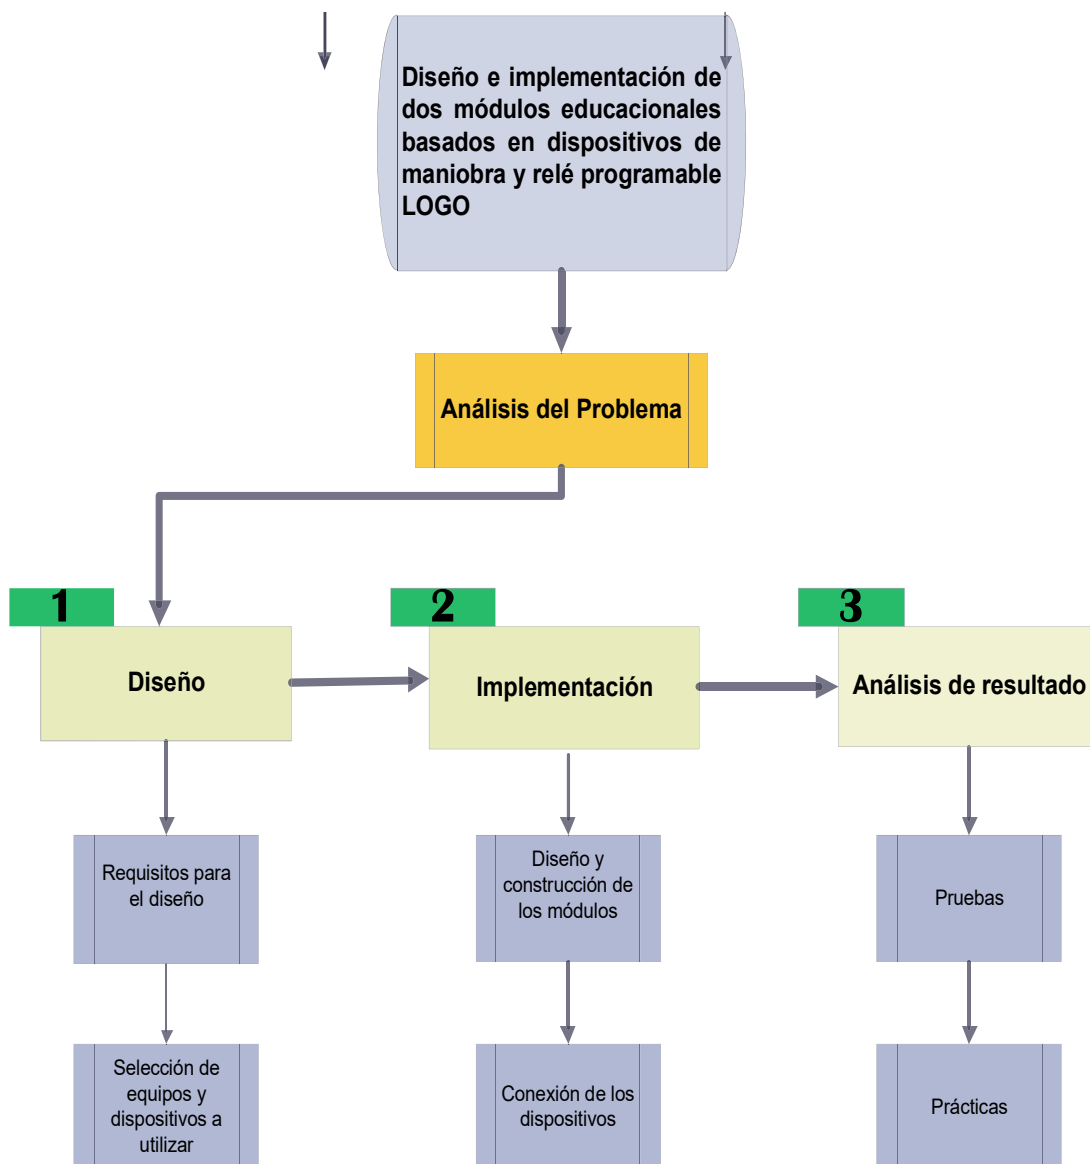 Diseño e implementación de
dos módulos educacionales
basados en dispositivos de
maniobra y relé programable
LOGO
Análisis del Problema
1
2
3
Diseño
Implementación
Análisis de resultado
Requisitos para
el diseño
Diseño y
construcción de
los módulos
Pruebas
Selección de
equipos y
dispositivos a
utilizar
Conexión de los
dispositivos
Prácticas